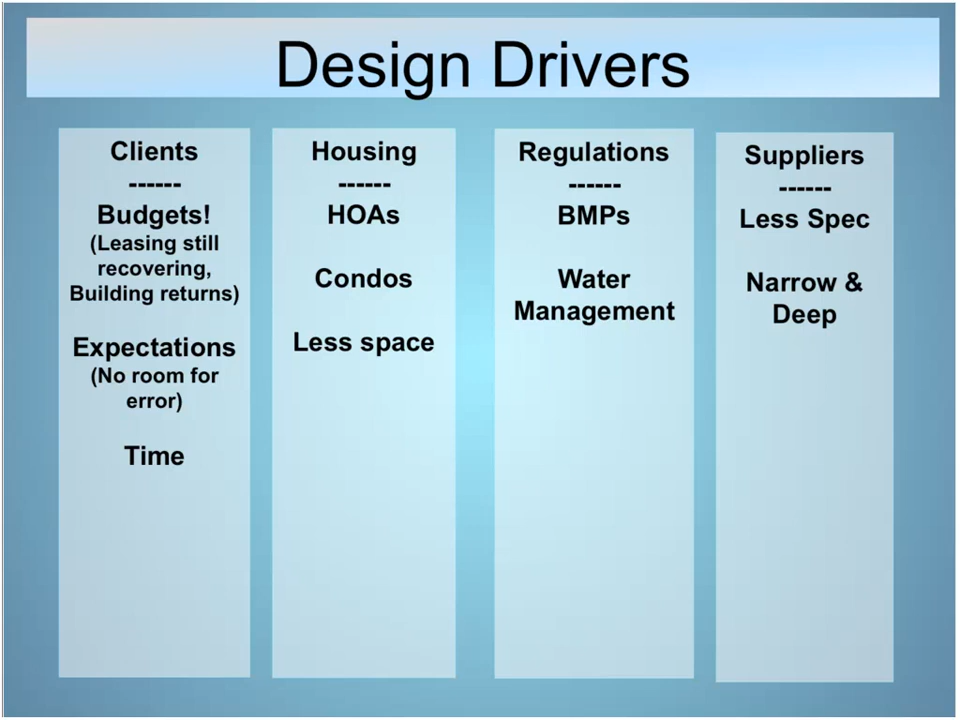 Design Drivers
Clients
------
Budgets!
(Leasing still
recovering,
Building returns)
Expectations
(No room for
error)
Time
Housing
------
HOAs
Condos
Less space
Regulations
------
BMPs
Water
Management
Suppliers
------
Less Spec
Narrow &
Deep